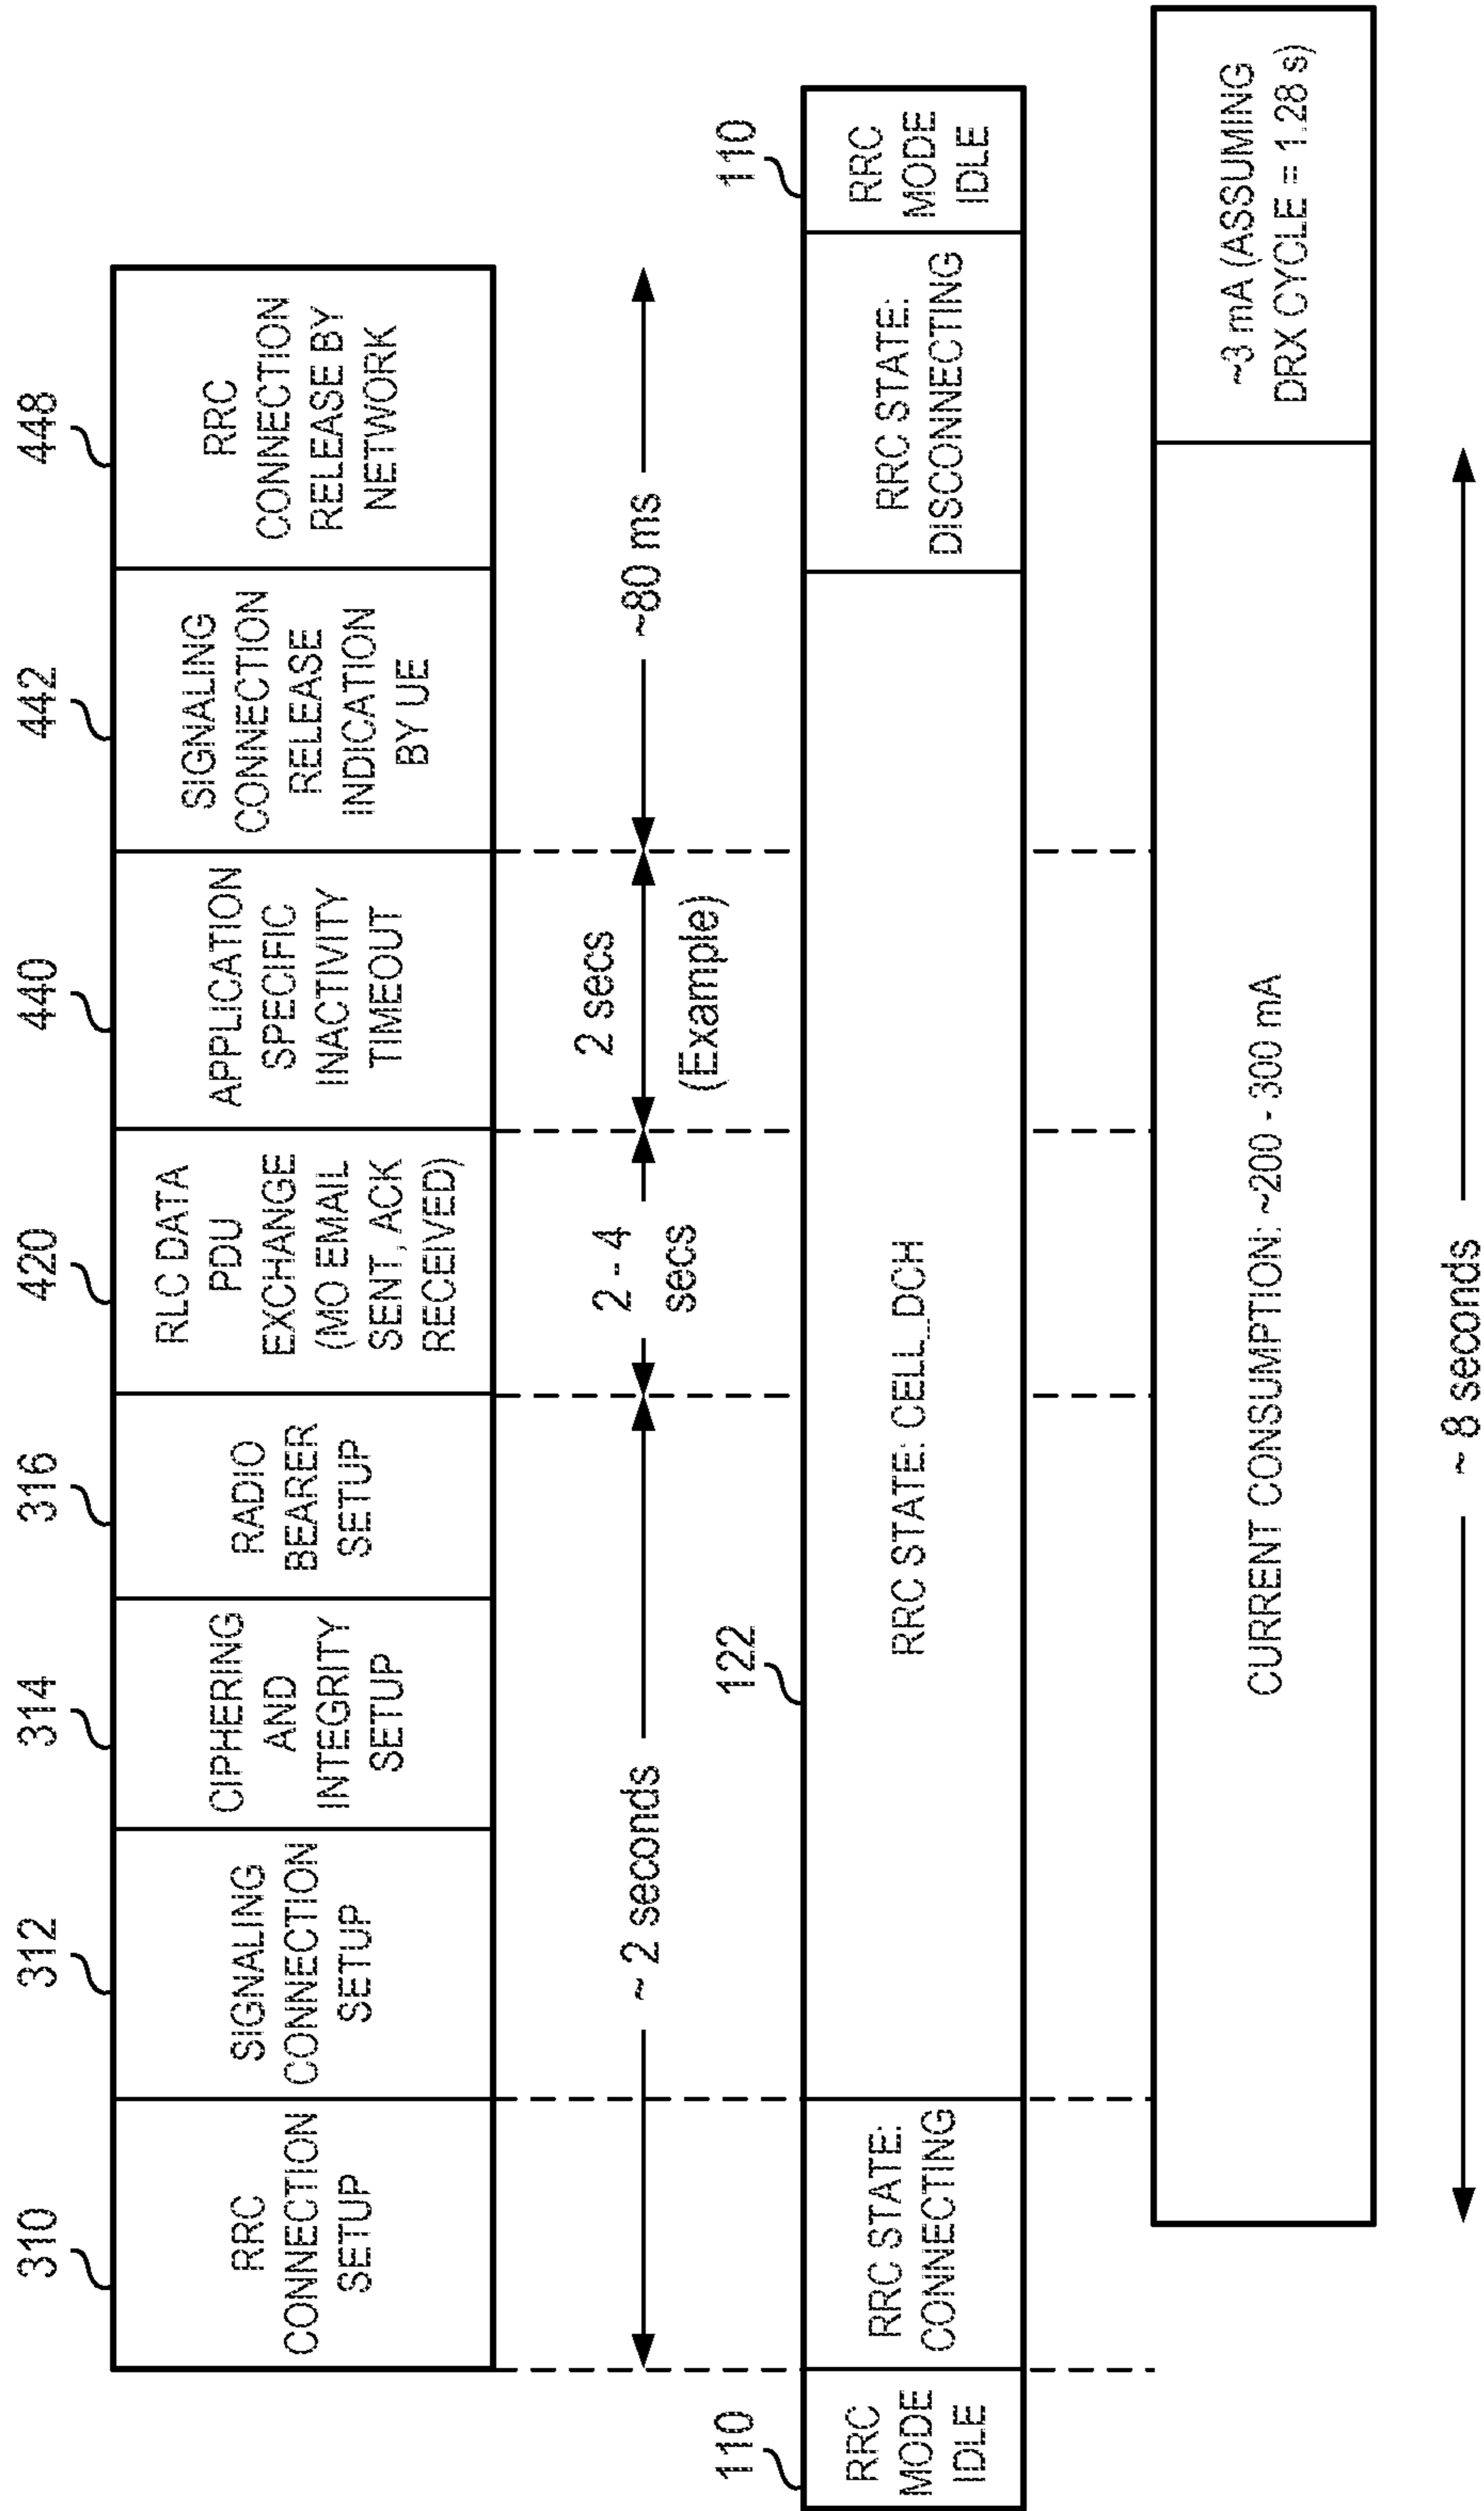 310
312
314
316
420
440
442
448
RRC
CONNECTION
SETUP
SIGNALING
CONNECTION
SETUP
CIPHERING
AND
INTEGRITY
SETUP
RADIO
BEARER
SETUP
RLC DATA
PDU
EXCHANGE
(MO EMAIL
SENT, ACK
RECEIVED)
APPLICATION
SPECIFIC
INACTIVITY
TIMEOUT
SIGNALING
CONNECTION
RELEASE
INDICATION
BY UE
RRC
CONNECTION
RELEASE BY
NETWORK
~ 2 seconds
2 - 4
secs
2 secs
(Example)
~80 ms
110
122
110
RRC
MODE
IDLE
RRC STATE:
CONNECTING
RRC STATE: CELL_DCH
RRC STATE:
DISCONNECTING
RRC
MODE
IDLE
CURRENT CONSUMPTION: ~200 - 300 mA
~3 mA (ASSUMING
DRX CYCLE = 1.28 s)
~ 8 seconds